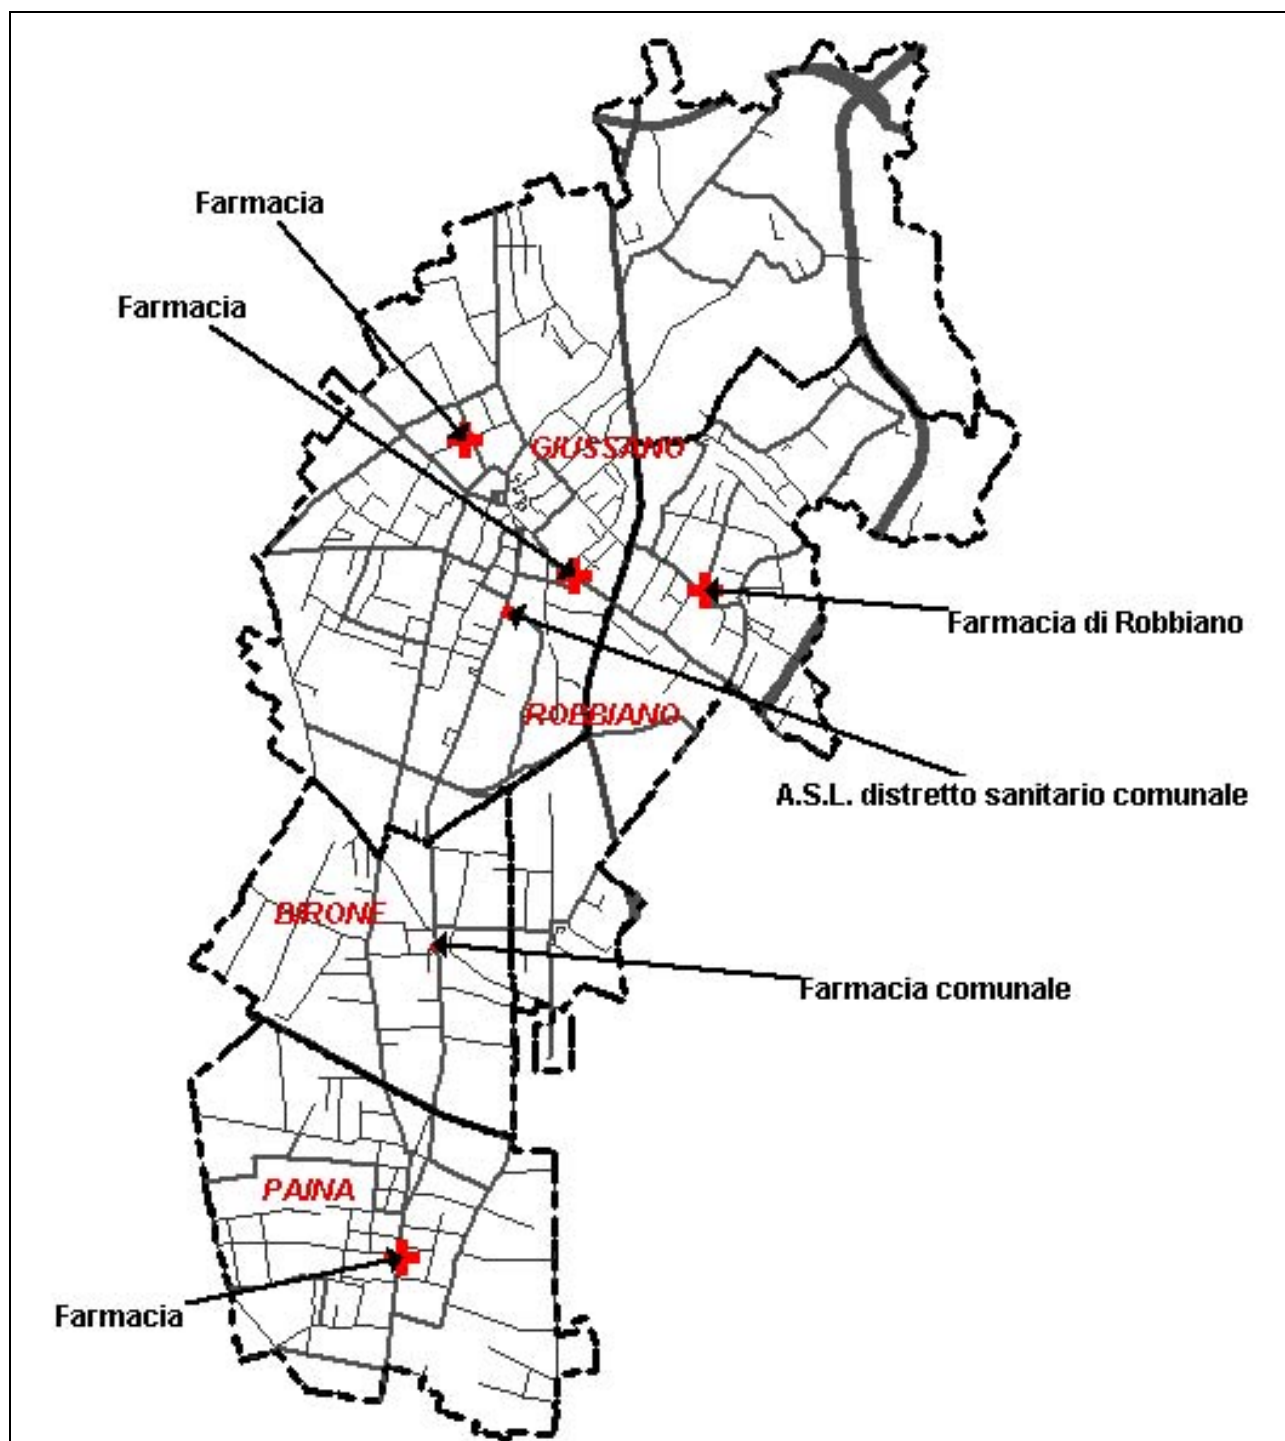 Farmacia
Farmacia
GIUSSANO
Farmacia di Robbiano
ROBBIANO
A.S.L. distretto sanitario comunale
BIRONE
Farmacia comunale
PAINA
Farmacia